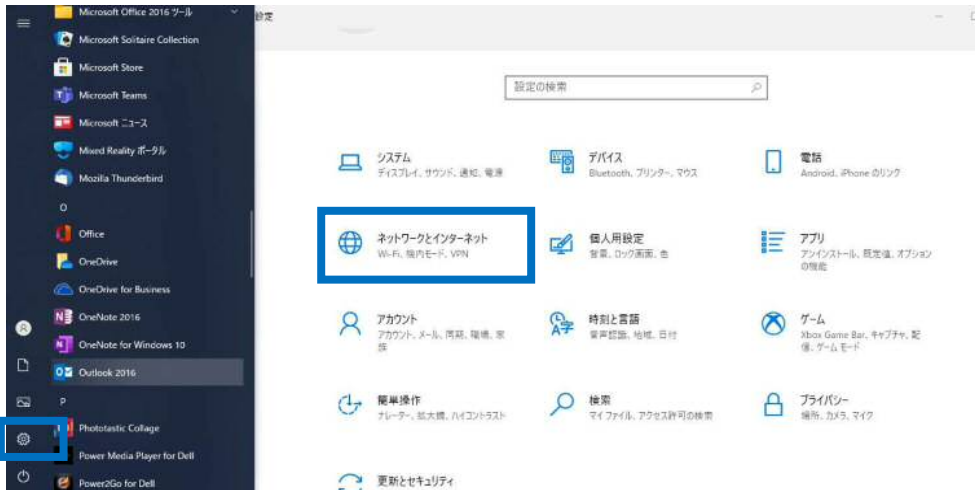 Microsoft Office 2016 ツール
Microsoft Solitaire Collection
Microsoft Store
Microsoft Teams
Microsoft ニュース
Mixed Reality ポータル
Mozilla Thunderbird
O
Office
OneDrive
OneDrive for Business
OneNote 2016
OneNote for Windows 10
Outlook 2016
P
Phototastic Collage
Power Media Player for Dell
Power2Go for Dell
設定
設定の検索
システム
ディスプレイ、サウンド、通知、電源
デバイス
Bluetooth、プリンター、マウス
電話
Android、iPhone のリンク
ネットワークとインターネット
Wi-Fi、機内モード、VPN
個人用設定
背景、ロック画面、色
アプリ
アンインストール、既定値、オプション
の機能
アカウント
アカウント、メール、同期、職場、家
族
時刻と言語
音声認識、地域、日付
ゲーム
Xbox Game Bar、キャプチャ、配
信、ゲーム モード
簡単操作
ナレーター、拡大鏡、ハイコントラスト
検索
マイ ファイル、アクセス許可の検索
プライバシー
場所、カメラ、マイク
更新とセキュリティ